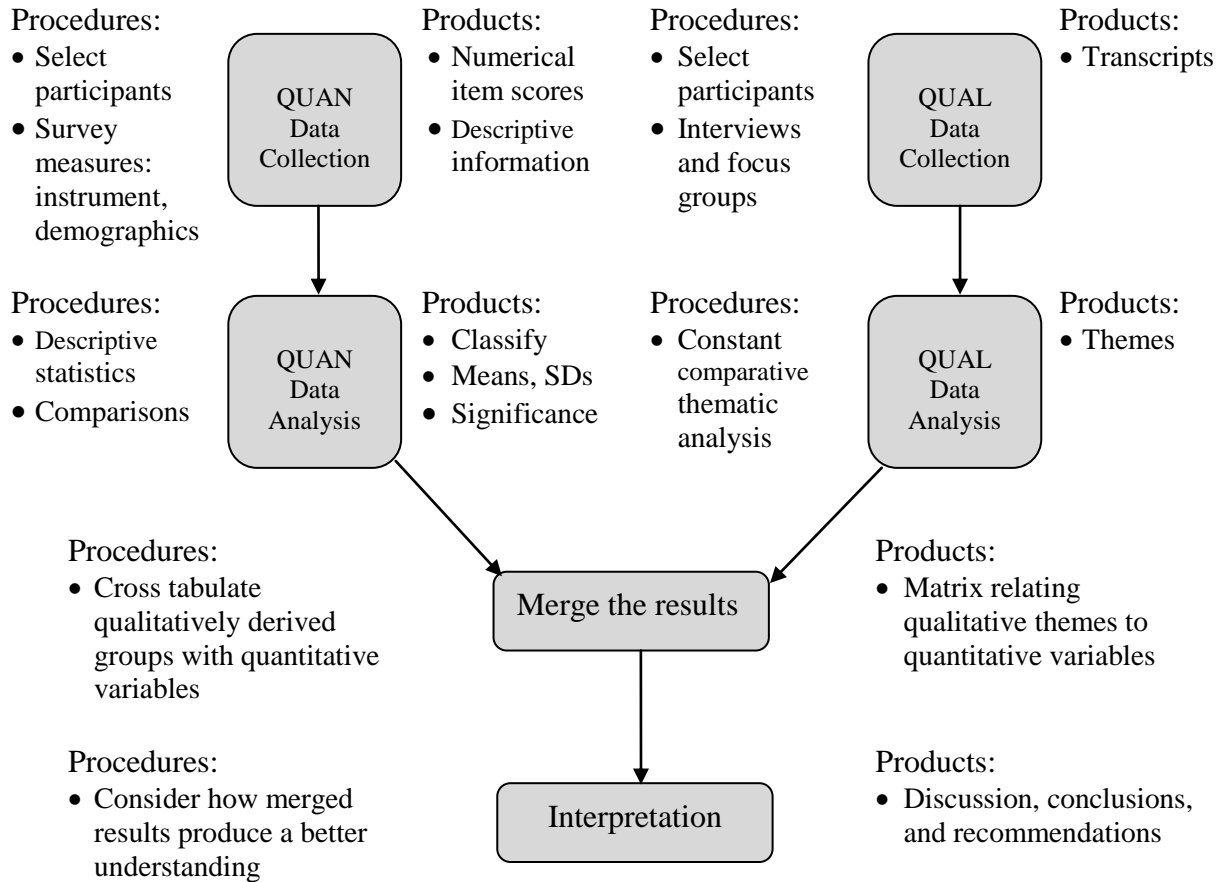 Procedures:
• Select
participants
• Survey
measures:
instrument,
demographics
QUAN
Data
Collection
Products:
• Numerical
item scores
• Descriptive
information
Procedures:
• Select
participants
• Interviews
and focus
groups
QUAL
Data
Collection
Products:
• Transcripts
Procedures:
• Descriptive
statistics
• Comparisons
QUAN
Data
Analysis
Products:
• Classify
• Means, SDs
• Significance
Procedures:
• Constant
comparative
thematic
analysis
QUAL
Data
Analysis
Products:
• Themes
Procedures:
• Cross tabulate
qualitatively derived
groups with quantitative
variables
Merge the results
Products:
• Matrix relating
qualitative themes to
quantitative variables
Procedures:
• Consider how merged
results produce a better
understanding
Interpretation
Products:
• Discussion, conclusions,
and recommendations